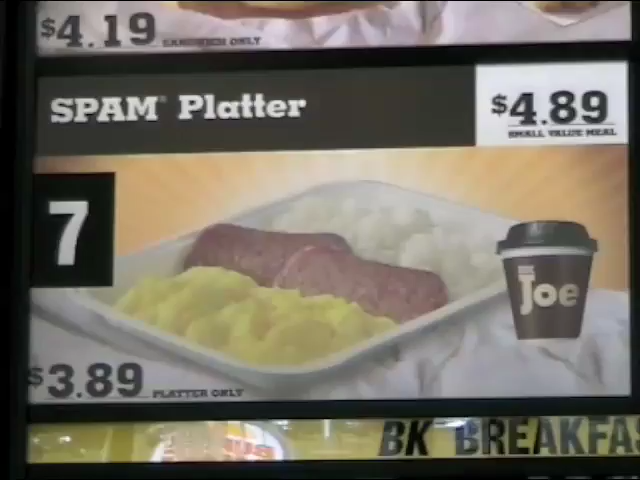 $4.19 SANDWICH ONLY
SPAM® Platter
$4.89
SMALL VALUE MEAL
7
BK
Joe
$3.89 PLATTER ONLY
BK BREAKFAS